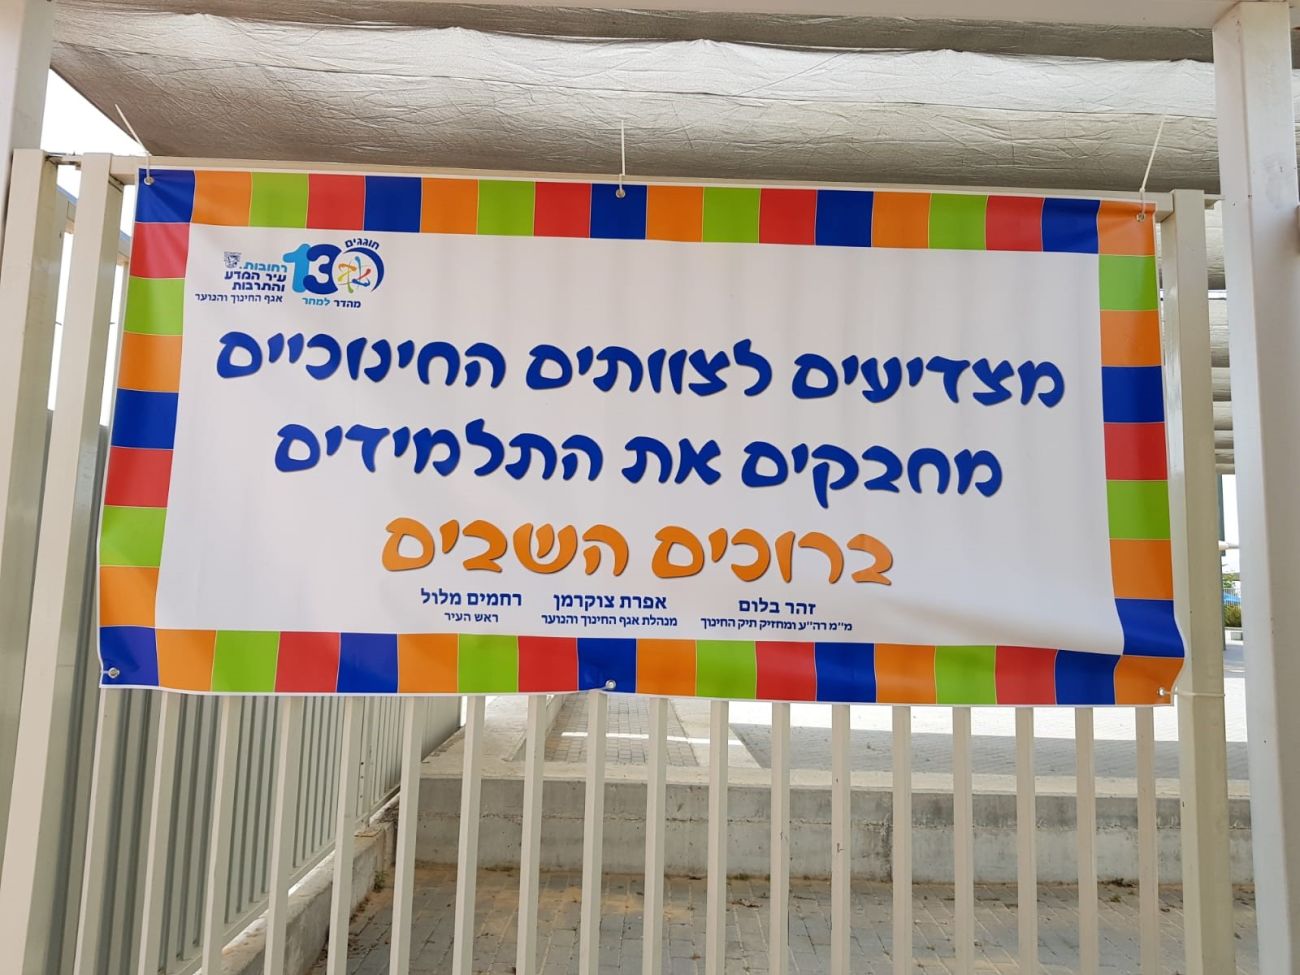 חוגגים
130
מהדר למחר
רחובות.
עיר המדע
והתרבות
אגף החינוך והנוער
מצדיעים לצוותים החינוכיים
מחבקים את התלמידים
ברוכים השבים
זהר בלום
מ"מ רה"ע ומחזיק תיק החינוך
אפרת צוקרמן
מנהלת אגף החינוך והנוער
רחמים מלול
ראש העיר